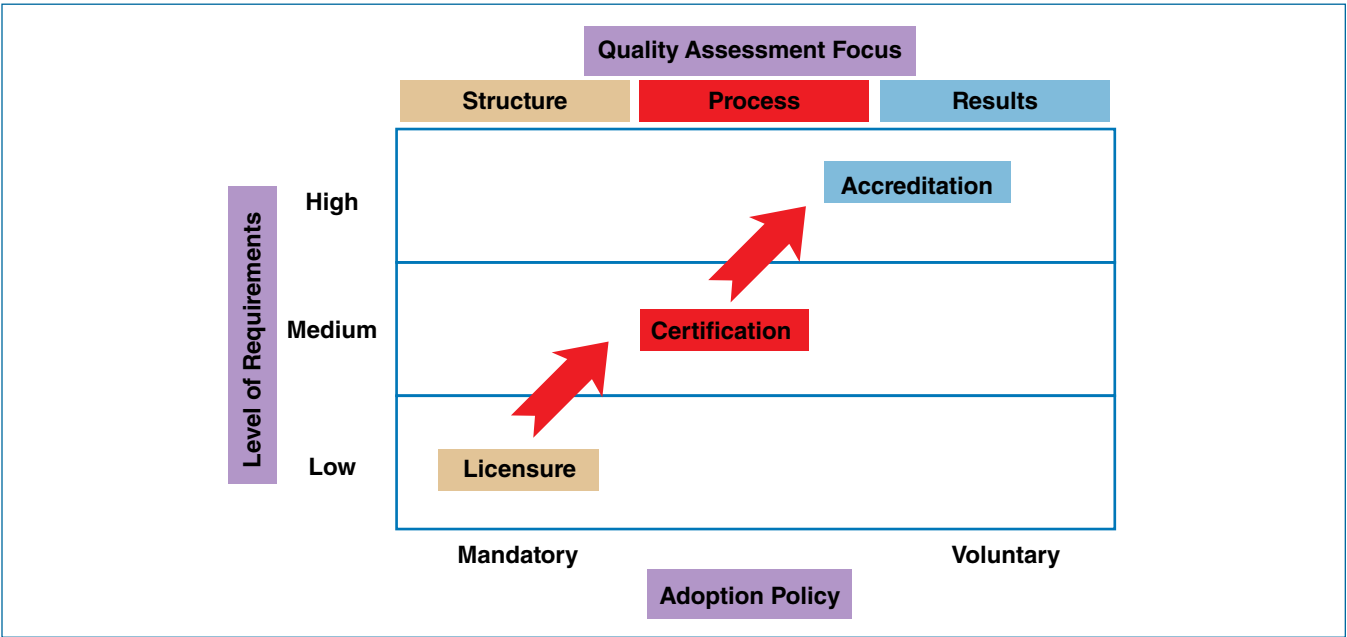 Quality Assessment Focus
Structure
Process
Results
Level of Requirements
High
Accreditation
Medium
Certification
Low
Licensure
Mandatory
Voluntary
Adoption Policy